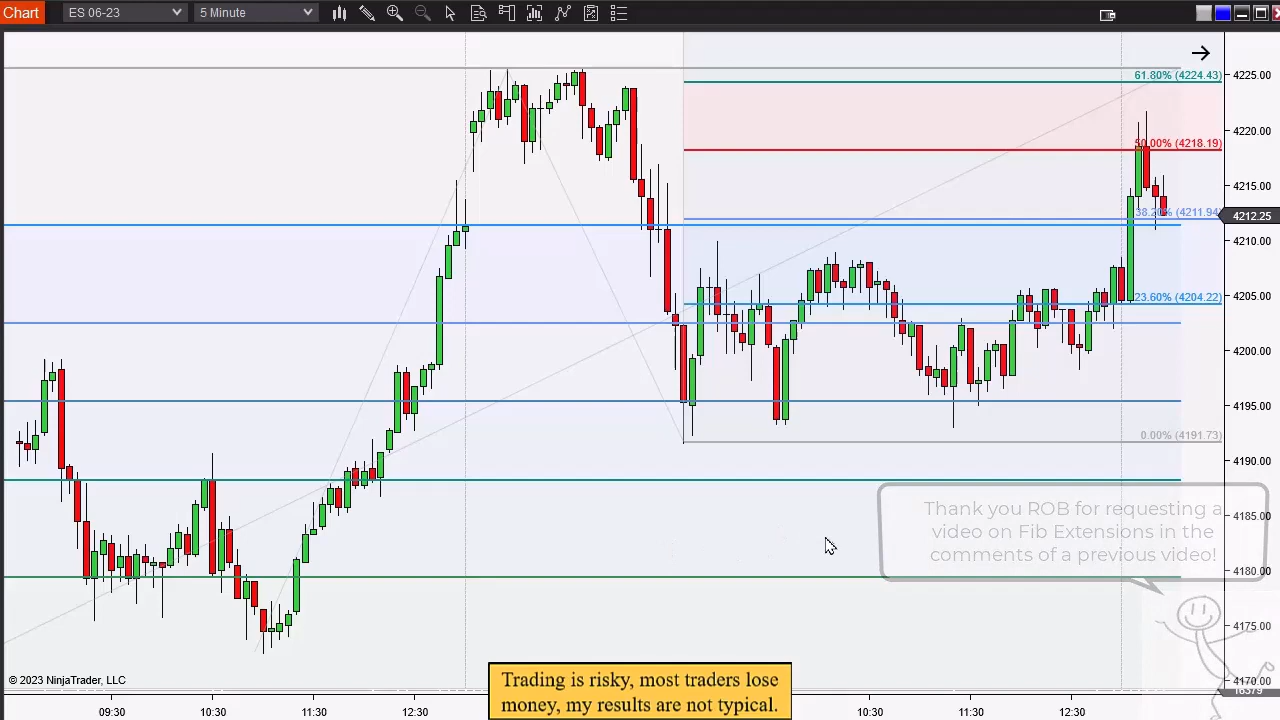 Chart
ES 06-23
5 Minute
61.80% (4224.43)
50.00% (4218.19)
38.20% (4211.94)
23.60% (4204.22)
0.00% (4191.73)
4225.00
4220.00
4215.00
4212.25
4210.00
4205.00
4200.00
4195.00
4190.00
4185.00
4180.00
4175.00
4170.00
16379
Thank you ROB for requesting a
video on Fib Extensions in the
comments of a previous video!
© 2023 NinjaTrader, LLC
Trading is risky, most traders lose
money, my results are not typical.
09:30
10:30
11:30
12:30
10:30
11:30
12:30